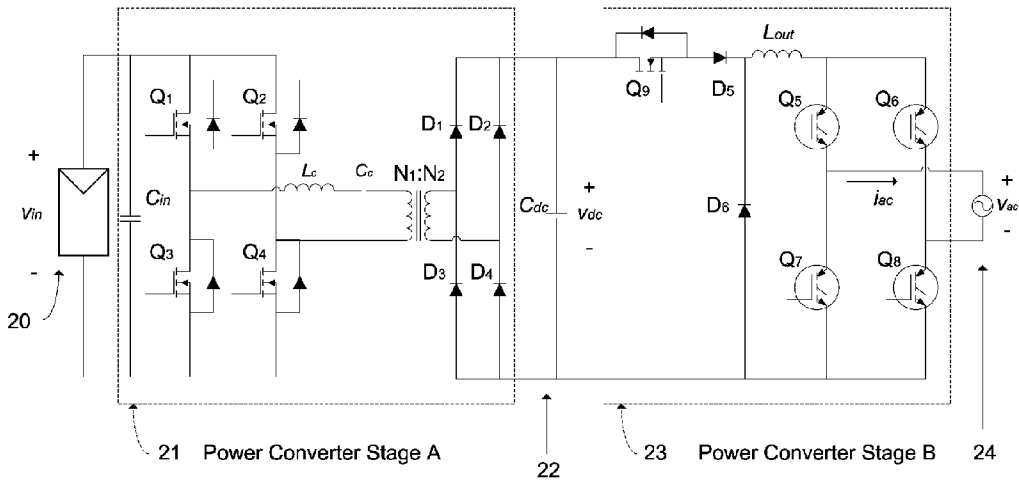 Lout
Q1
Q2
Q9
D5
Q5
Q6
D1
D2
+
Lc
Cc
N1:N2
+
+
vin
Cin
Cdc
vdc
iac
vac
D6
-
-
-
Q3
Q4
D3
D4
Q7
Q8
20
21 Power Converter Stage A
22
23 Power Converter Stage B
24